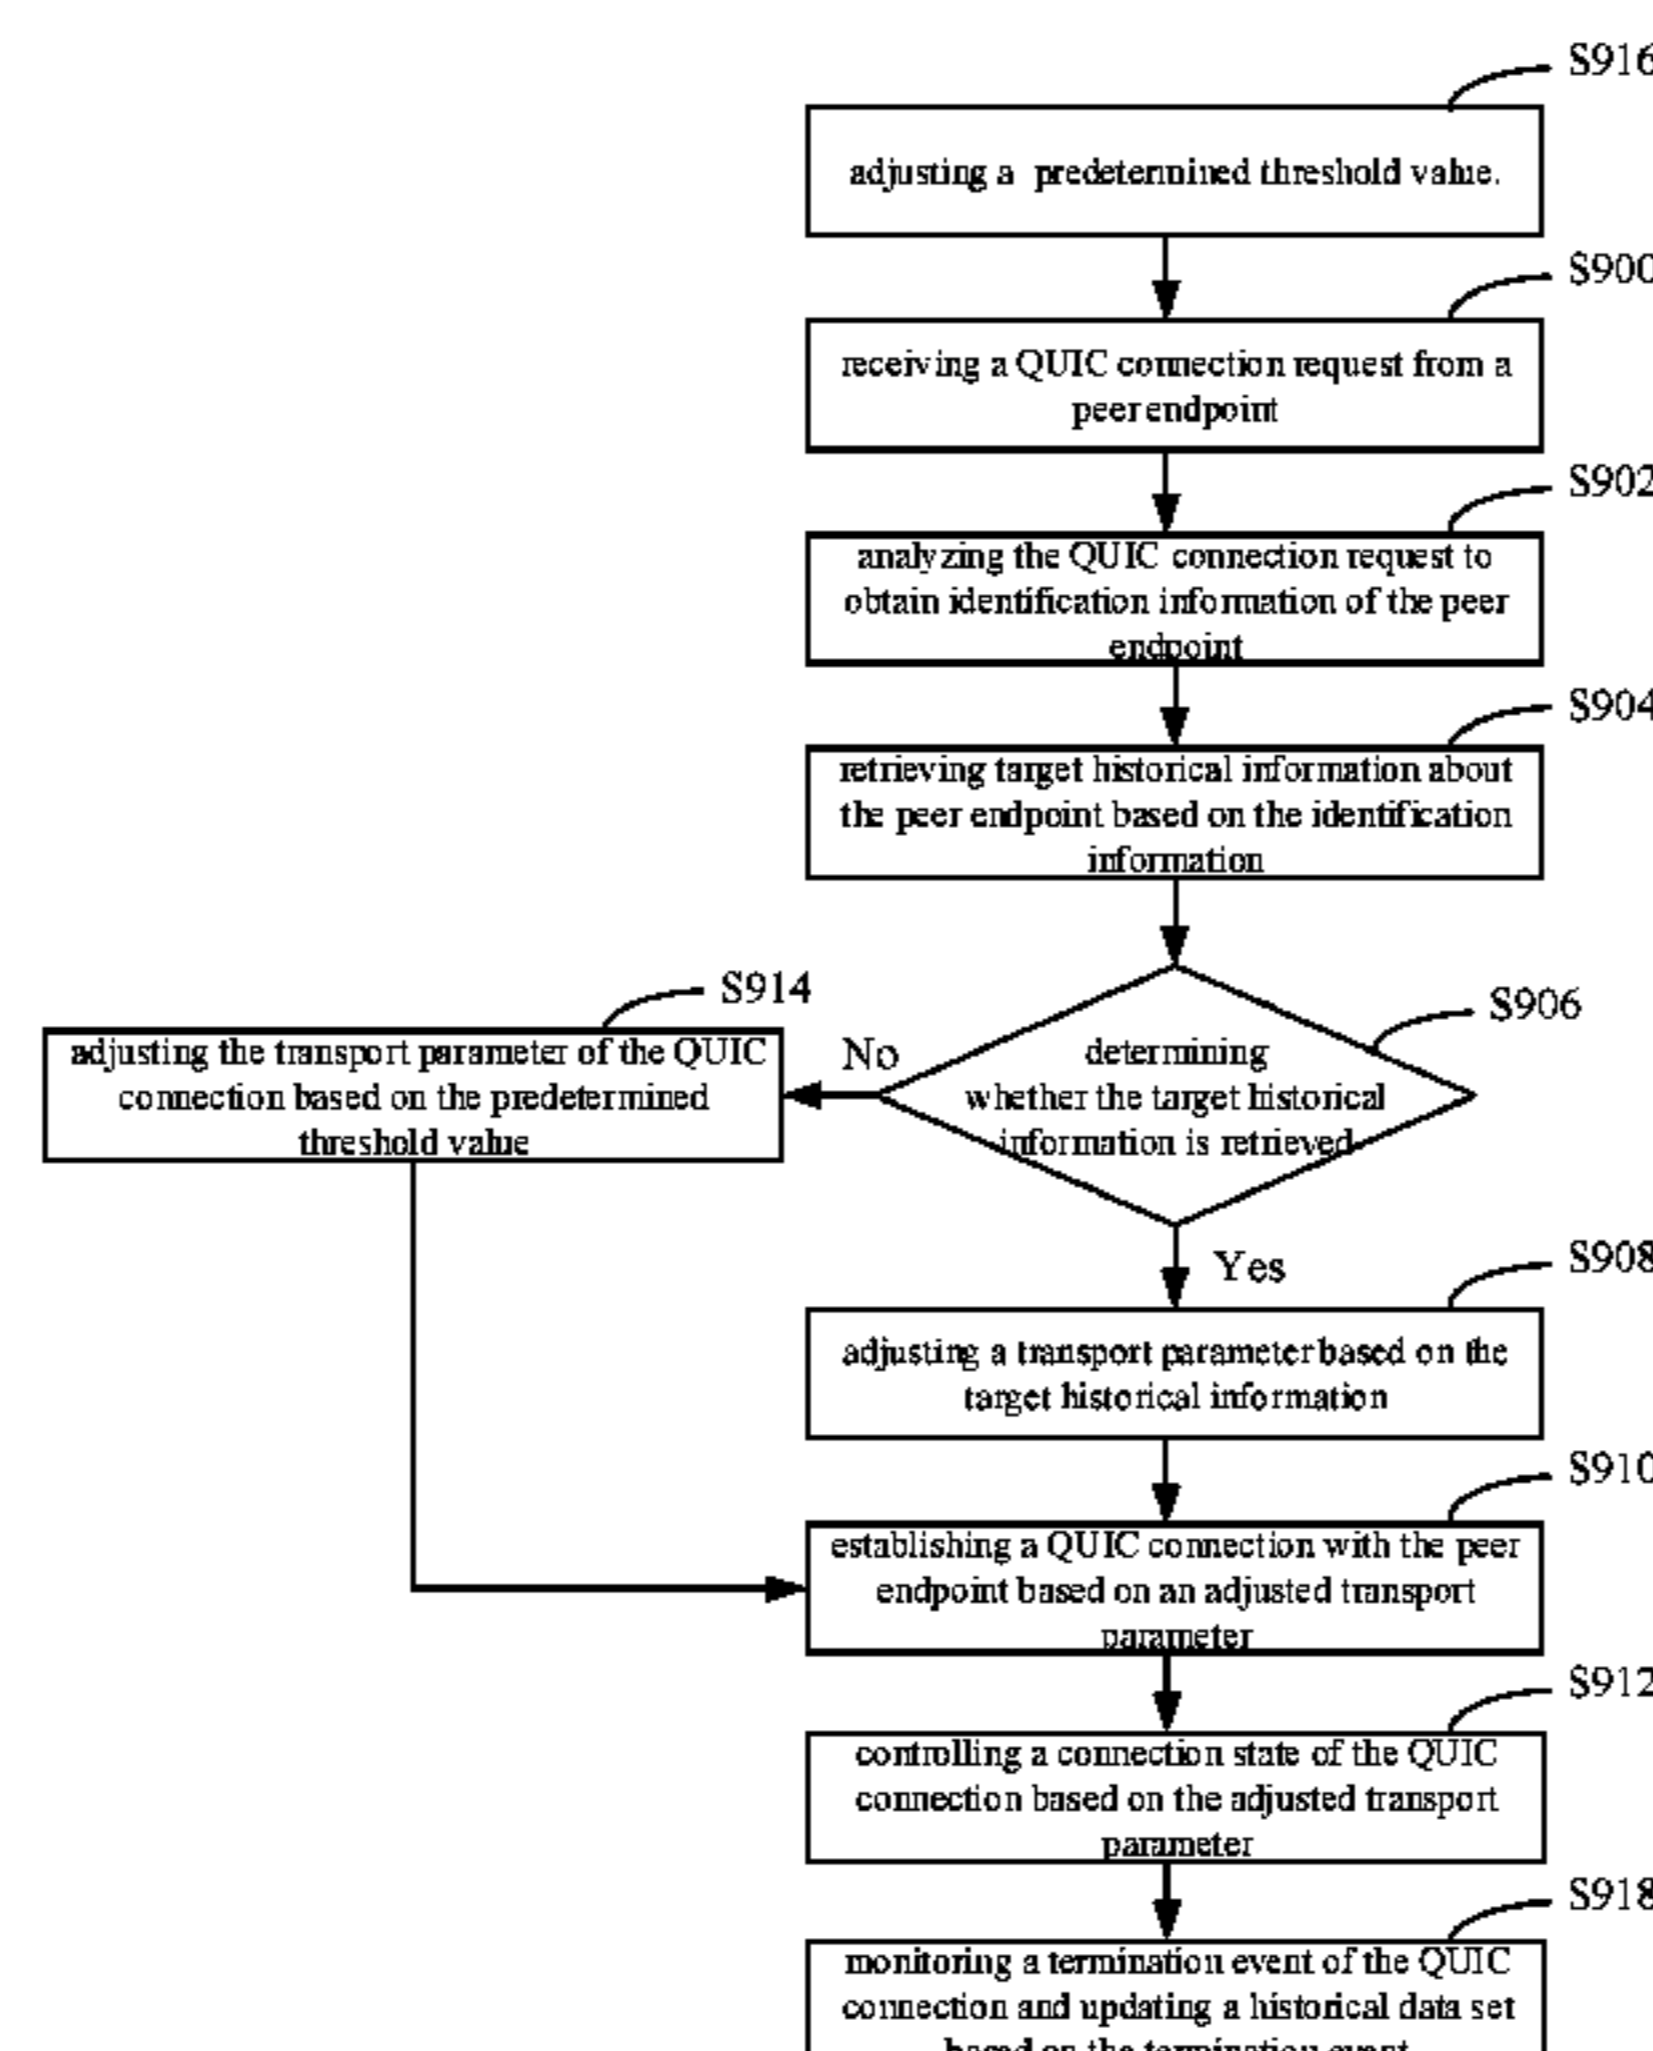 S916
adjusting a predetermined threshold value.
S900
receiving a QUIC connection request from a
peer endpoint
S902
analyzing the QUIC connection request to
obtain identification information of the peer
endpoint
S904
retrieving target historical information about
the peer endpoint based on the identification
information
S914
adjusting the transport parameter of the QUIC
connection based on the predetermined
threshold value
No
S906
determining
whether the target historical
information is retrieved
Yes
S908
adjusting a transport parameter based on the
target historical information
S910
establishing a QUIC connection with the peer
endpoint based on an adjusted transport
parameter
S912
controlling a connection state of the QUIC
connection based on the adjusted transport
parameter
S918
monitoring a termination event of the QUIC
connection and updating a historical data set
based on the termination event